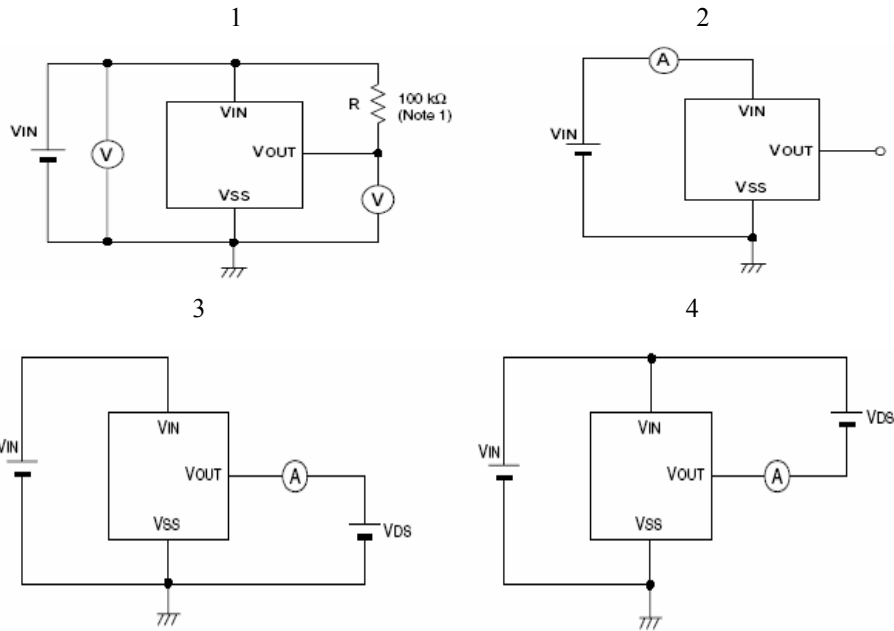 1
VIN
V
VIN
VOUT
VSS
R
100 kΩ
(Note 1)
V
2
A
VIN
VIN
VOUT
VSS
3
VIN
VIN
VOUT
VSS
A
VDS
4
VIN
VIN
VOUT
VSS
A
VDS